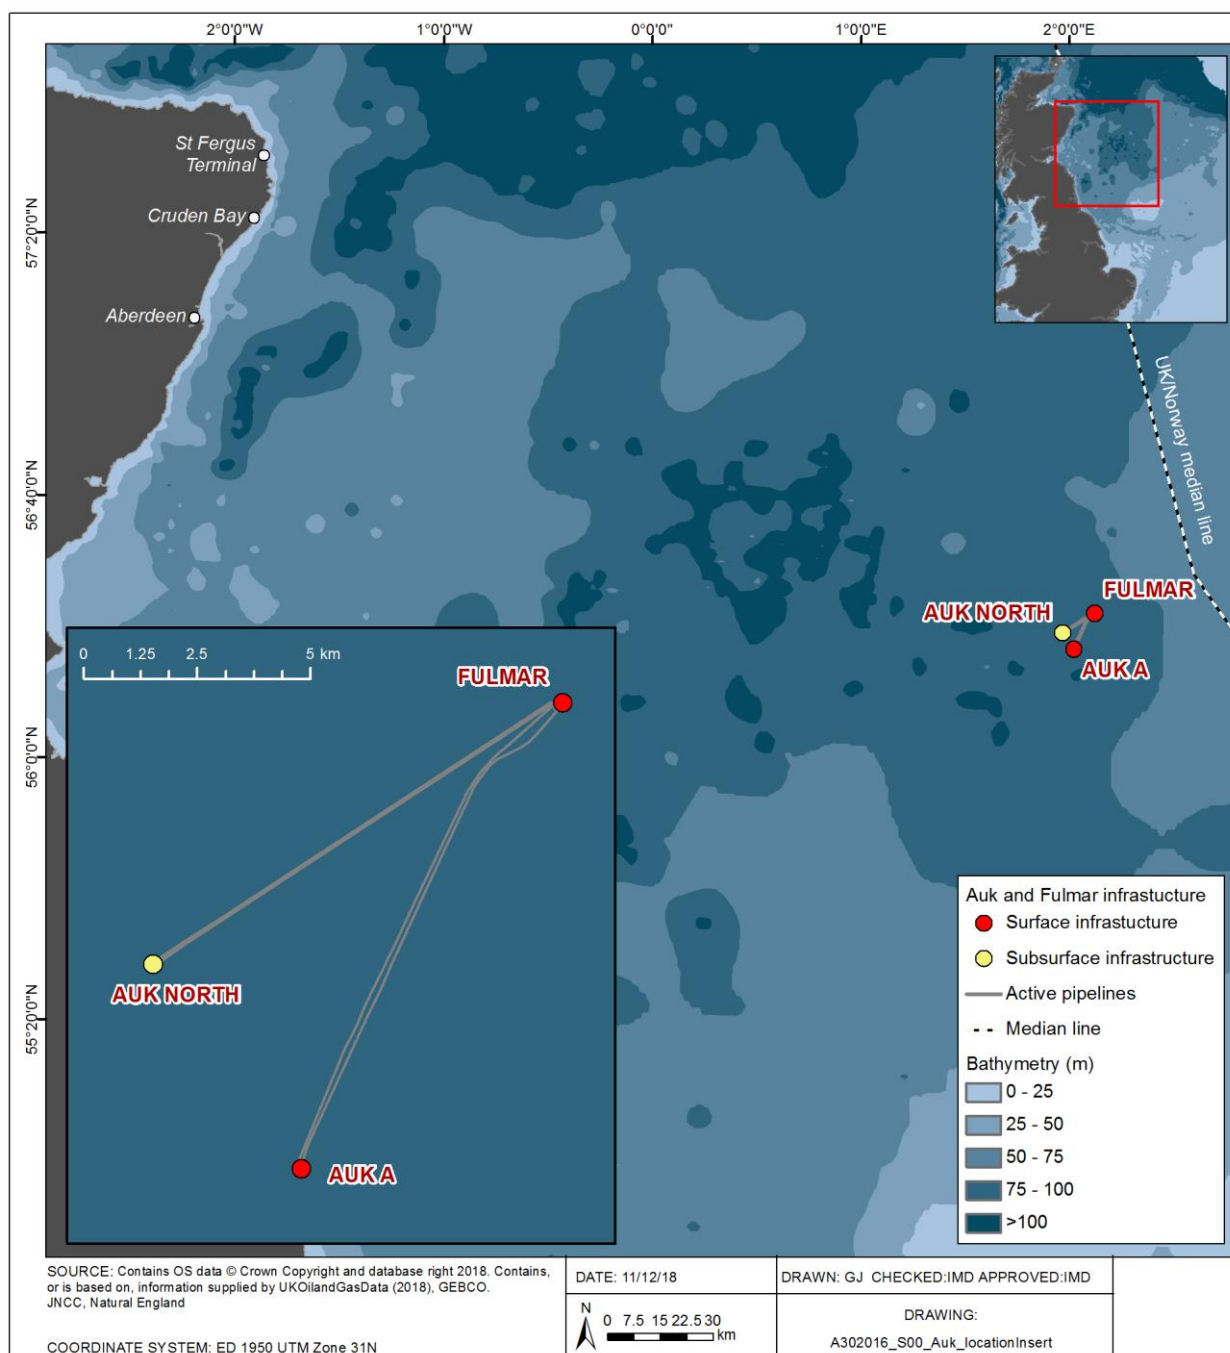 2°0'0"W
1°0'0"W
0°0'0"
1°0'0"E
2°0'0"E
57°20'0"N
56°40'0"N
56°0'0"N
55°20'0"N
St Fergus
Terminal
Cruden Bay
Aberdeen
UK/Norway median line
FULMAR
AUK NORTH
AUK A
0 1.25 2.5 5 km
FULMAR
AUK NORTH
AUK A
Auk and Fulmar infrastucture
Surface infrastucture
Subsurface infrastructure
Active pipelines
Median line
Bathymetry (m)
0 - 25
25 - 50
50 - 75
75 - 100
>100
SOURCE: Contains OS data © Crown Copyright and database right 2018. Contains,
or is based on, information supplied by UKOilandGasData (2018), GEBCO.
JNCC, Natural England
COORDINATE SYSTEM: ED 1950 UTM Zone 31N
DATE: 11/12/18
N
0 7.5 15 22.5 30
km
DRAWN: GJ CHECKED:IMD APPROVED:IMD
DRAWING:
A302016_S00_Auk_locationInsert